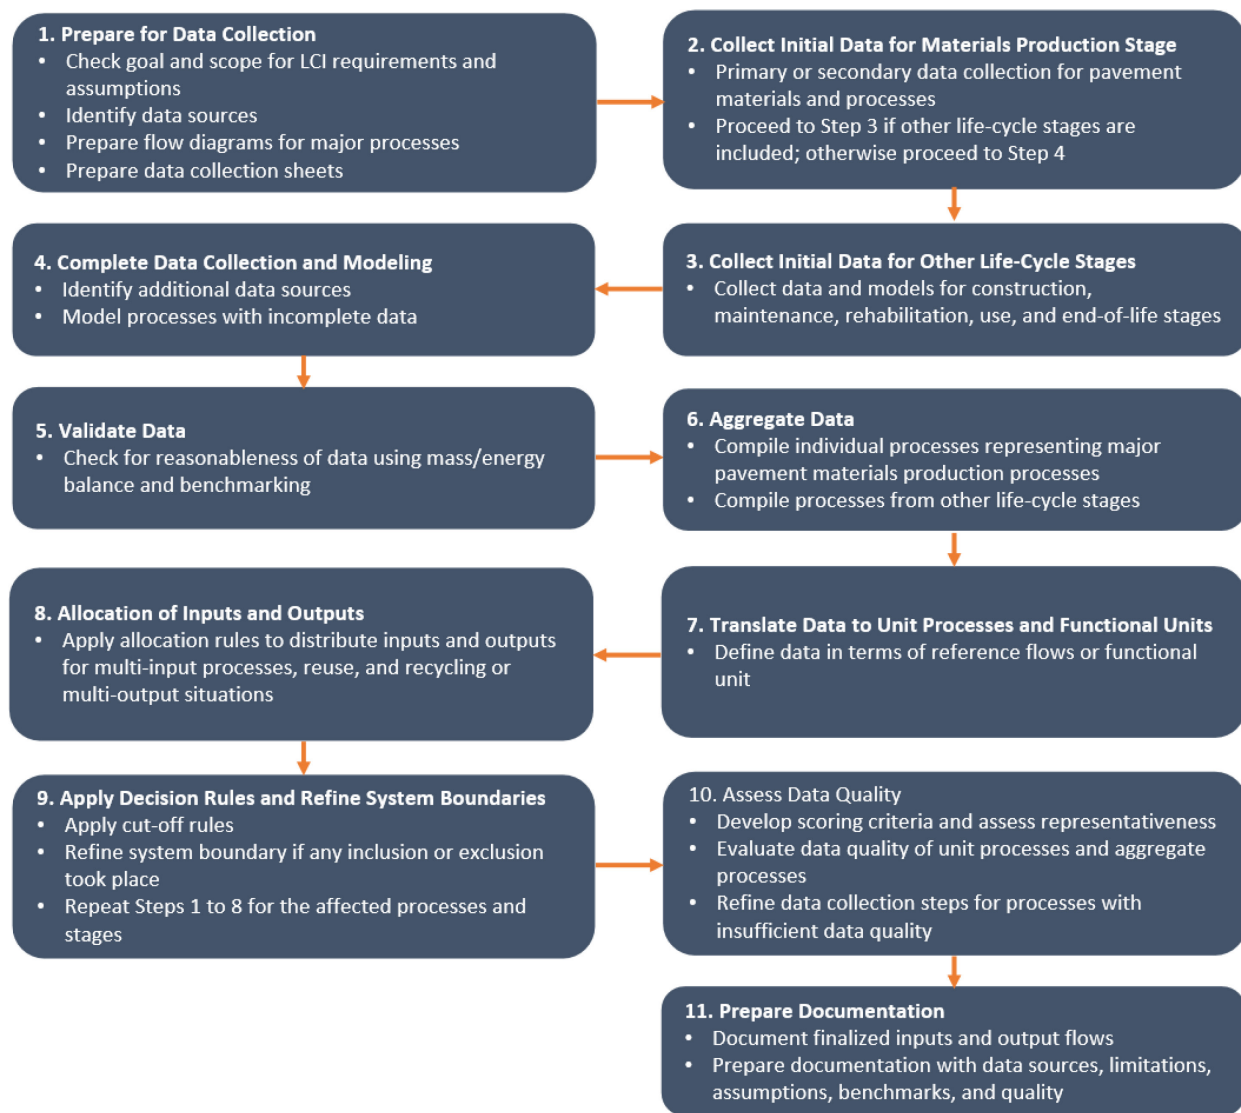 1. Prepare for Data Collection
• Check goal and scope for LCI requirements and
assumptions
• Identify data sources
• Prepare flow diagrams for major processes
• Prepare data collection sheets
2. Collect Initial Data for Materials Production Stage
• Primary or secondary data collection for pavement
materials and processes
• Proceed to Step 3 if other life-cycle stages are
included; otherwise proceed to Step 4
3. Collect Initial Data for Other Life-Cycle Stages
• Collect data and models for construction,
maintenance, rehabilitation, use, and end-of-life stages
4. Complete Data Collection and Modeling
• Identify additional data sources
• Model processes with incomplete data
5. Validate Data
• Check for reasonableness of data using mass/energy
balance and benchmarking
6. Aggregate Data
• Compile individual processes representing major
pavement materials production processes
• Compile processes from other life-cycle stages
7. Translate Data to Unit Processes and Functional Units
• Define data in terms of reference flows or functional
unit
8. Allocation of Inputs and Outputs
• Apply allocation rules to distribute inputs and outputs
for multi-input processes, reuse, and recycling or
multi-output situations
9. Apply Decision Rules and Refine System Boundaries
• Apply cut-off rules
• Refine system boundary if any inclusion or exclusion
took place
• Repeat Steps 1 to 8 for the affected processes and
stages
10. Assess Data Quality
• Develop scoring criteria and assess representativeness
• Evaluate data quality of unit processes and aggregate
processes
• Refine data collection steps for processes with
insufficient data quality
11. Prepare Documentation
• Document finalized inputs and output flows
• Prepare documentation with data sources, limitations,
assumptions, benchmarks, and quality